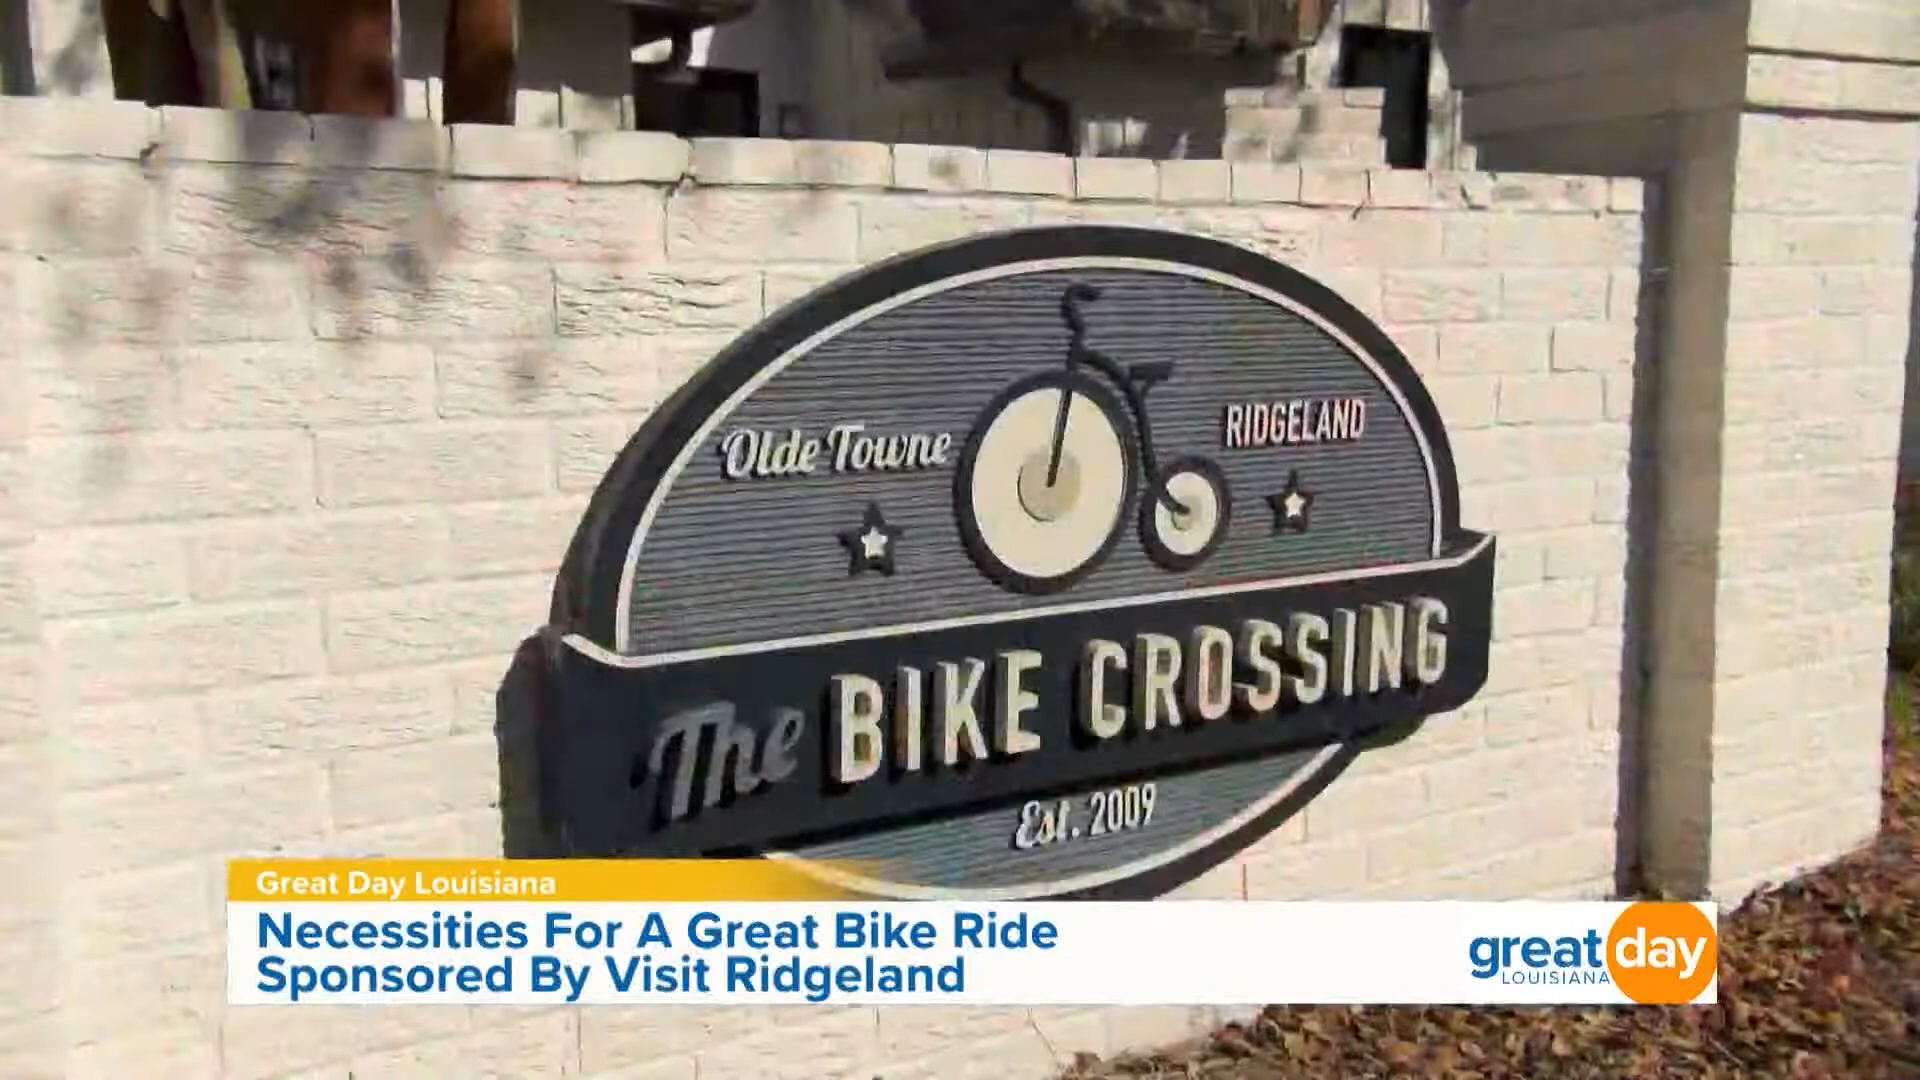 Olde Towne
RIDGELAND
The BIKE CROSSING
Est. 2009
Great Day Louisiana
Necessities For A Great Bike Ride
Sponsored By Visit Ridgeland
great day
LOUISIANA